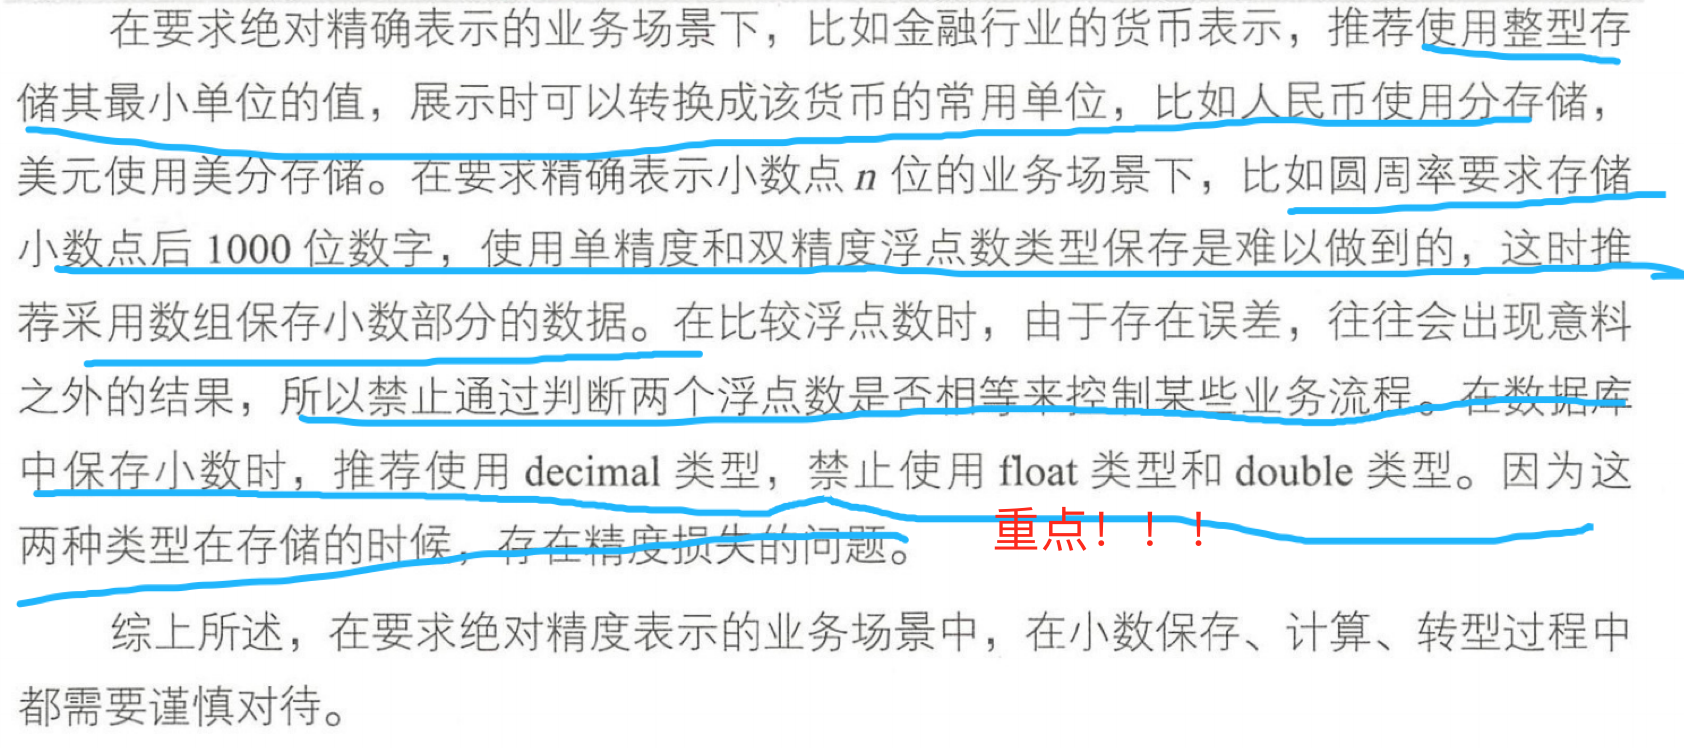 在要求绝对精确表示的业务场景下，比如金融行业的货币表示，推荐使用整型存
储其最小单位的值，展示时可以转换成该货币的常用单位，比如人民币使用分存储，
美元使用美分存储。在要求精确表示小数点 n 位的业务场景下，比如圆周率要求存储
小数点后 1000 位数字，使用单精度和双精度浮点数类型保存是难以做到的，这时推
荐采用数组保存小数部分的数据。在比较浮点数时，由于存在误差，往往会出现意料
之外的结果，所以禁止通过判断两个浮点数是否相等来控制某些业务流程。在数据库
中保存小数时，推荐使用 decimal 类型，禁止使用 float 类型和 double 类型。因为这
两种类型在存储的时候，存在精度损失的问题。
重点！！！
综上所述，在要求绝对精度表示的业务场景中，在小数保存、计算、转型过程中
都需要谨慎对待。